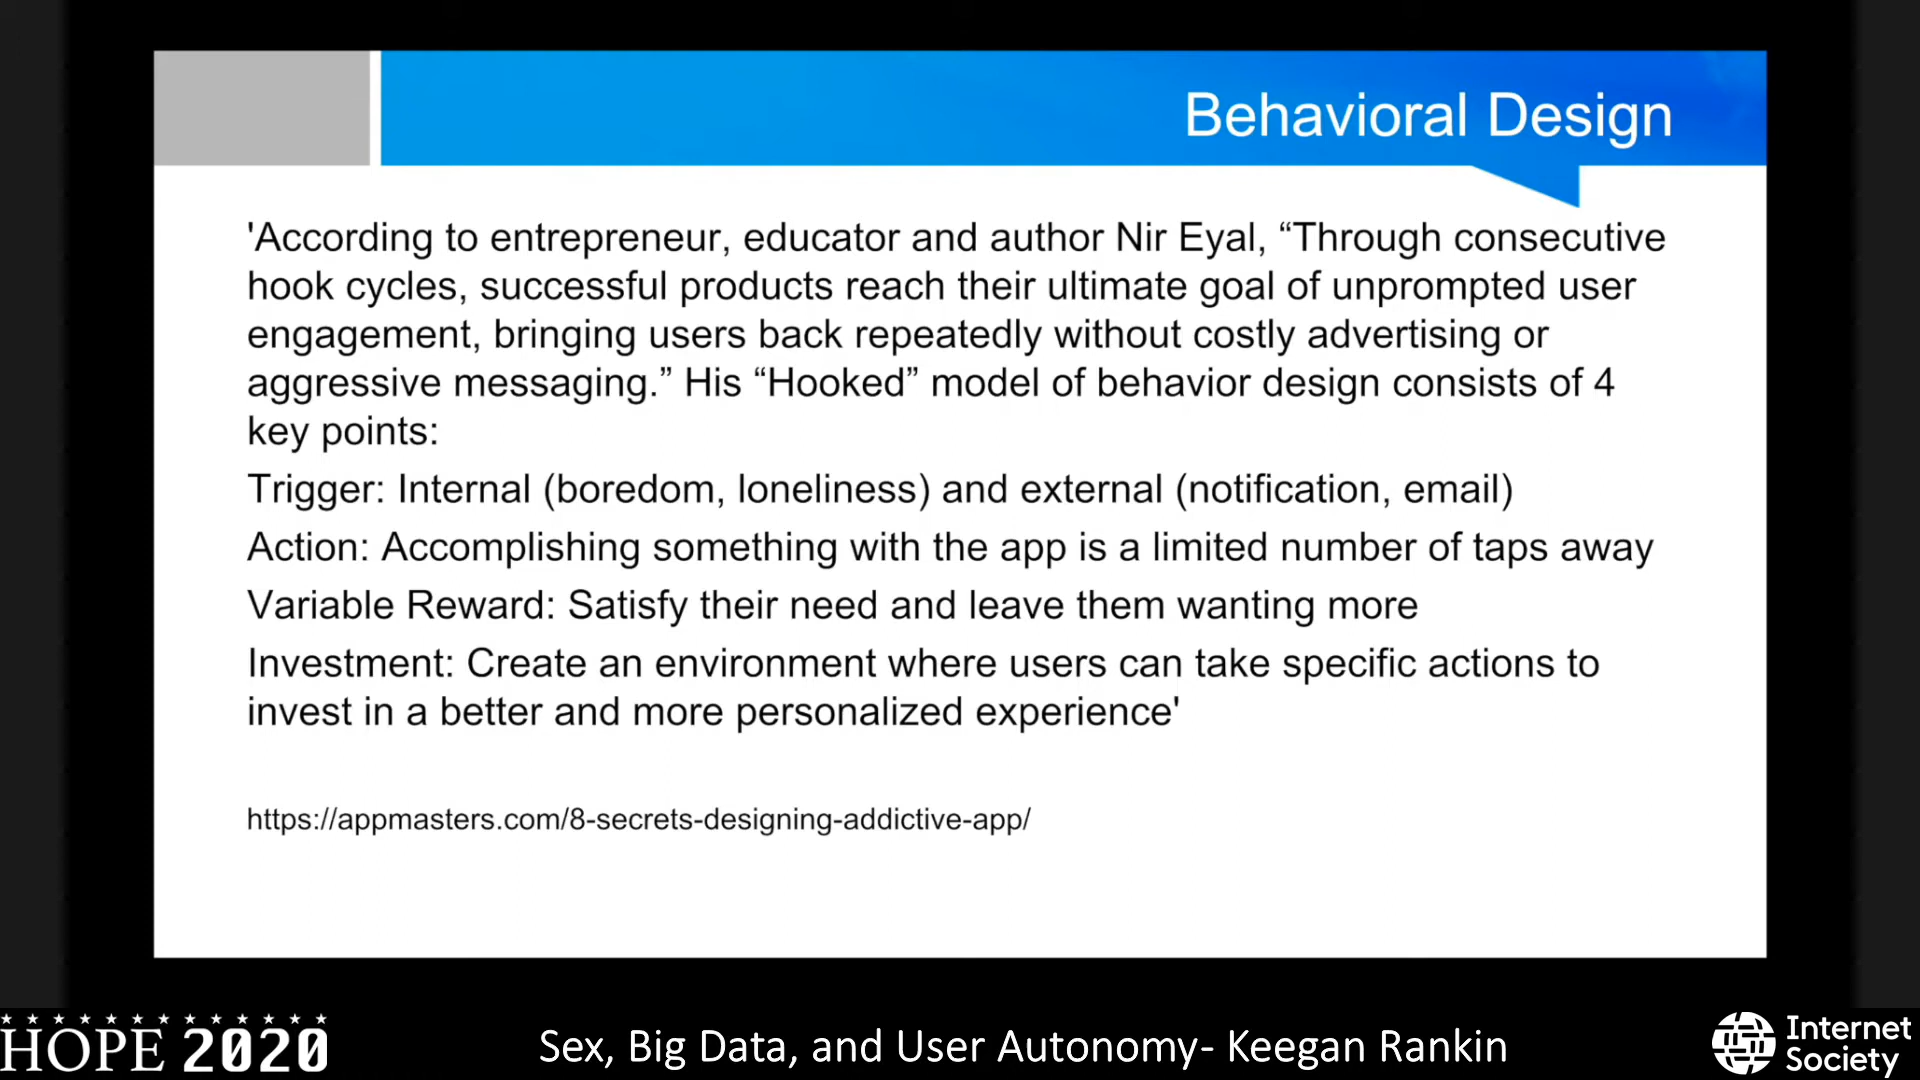 Behavioral Design
'According to entrepreneur, educator and author Nir Eyal, “Through consecutive
hook cycles, successful products reach their ultimate goal of unprompted user
engagement, bringing users back repeatedly without costly advertising or
aggressive messaging.” His “Hooked” model of behavior design consists of 4
key points:
Trigger: Internal (boredom, loneliness) and external (notification, email)
Action: Accomplishing something with the app is a limited number of taps away
Variable Reward: Satisfy their need and leave them wanting more
Investment: Create an environment where users can take specific actions to
invest in a better and more personalized experience'
https://appmasters.com/8-secrets-designing-addictive-app/
HOPE 2020
Sex, Big Data, and User Autonomy- Keegan Rankin
Internet
Society